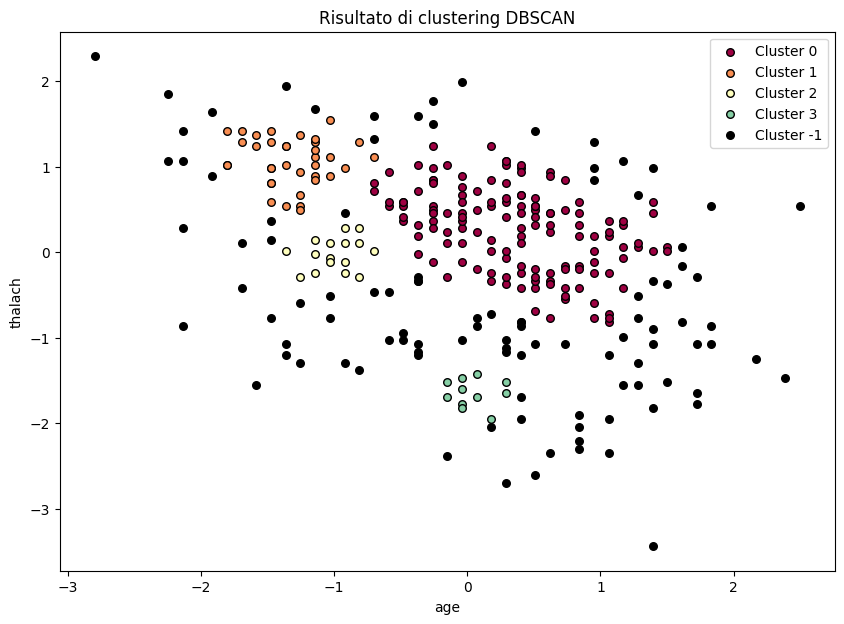 Risultato di clustering DBSCAN
Cluster 0
Cluster 1
Cluster 2
Cluster 3
Cluster -1
2
1
0
−1
−2
−3
thalach
−3
−2
−1
0
1
2
age